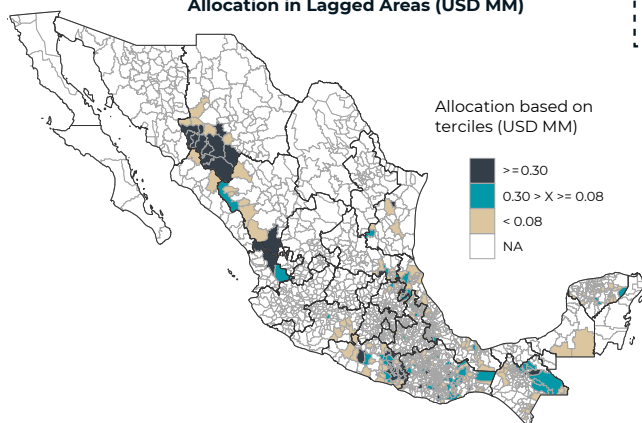 Allocation in Lagged Areas (USD MM)
Allocation based on
terciles (USD MM)
>=0.30
0.30 > X >= 0.08
< 0.08
NA